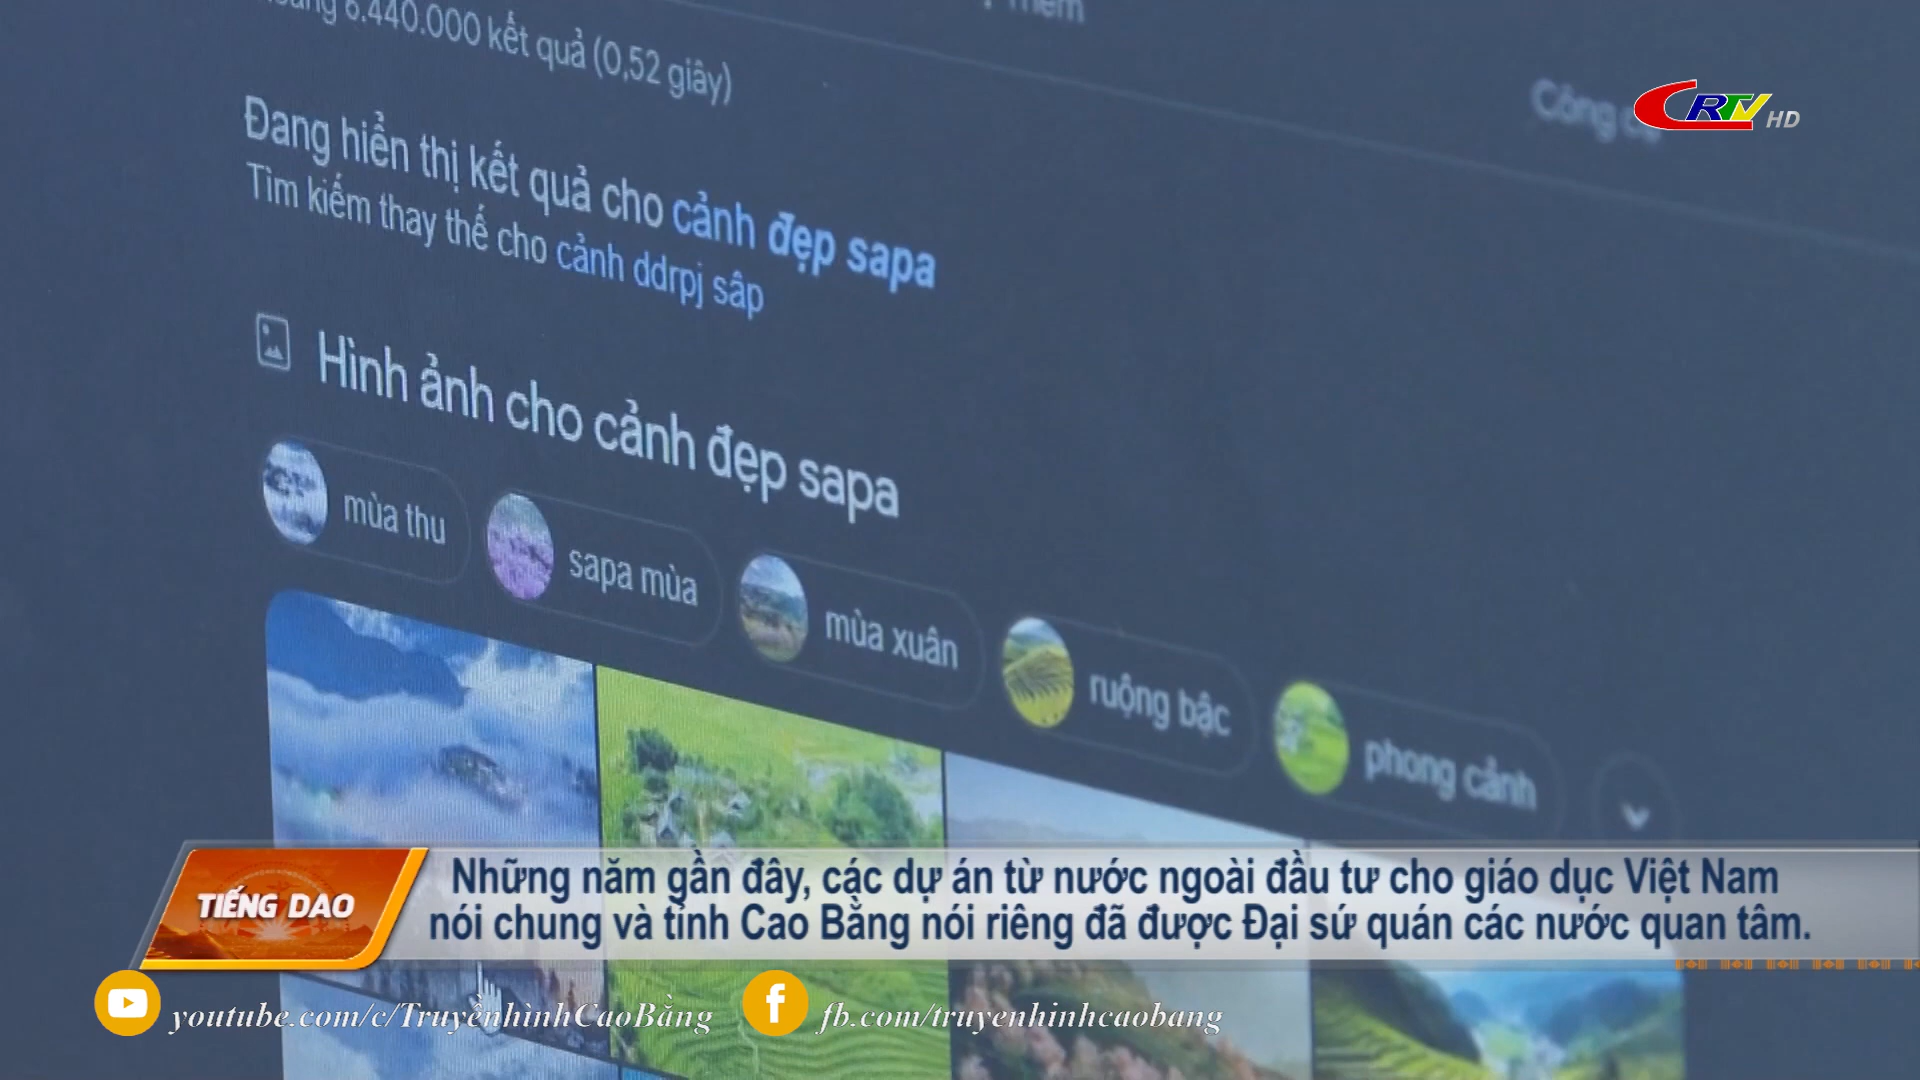 6.440.000 kết quả (0,52 giây)
Đang hiển thị kết quả cho cảnh đẹp sapa
Tìm kiếm thay thế cho cảnh ddrpj sâp
Hình ảnh cho cảnh đẹp sapa
mùa thu
sapa mùa
mùa xuân
ruộng bậc
phong cảnh
CRTV HD
TIẾNG DAO
Những năm gần đây, các dự án từ nước ngoài đầu tư cho giáo dục Việt Nam
nói chung và tỉnh Cao Bằng nói riêng đã được Đại sứ quán các nước quan tâm.
youtube.com/c/TruyềnhìnhCaoBằng
fb.com/truyenhinhcaobang